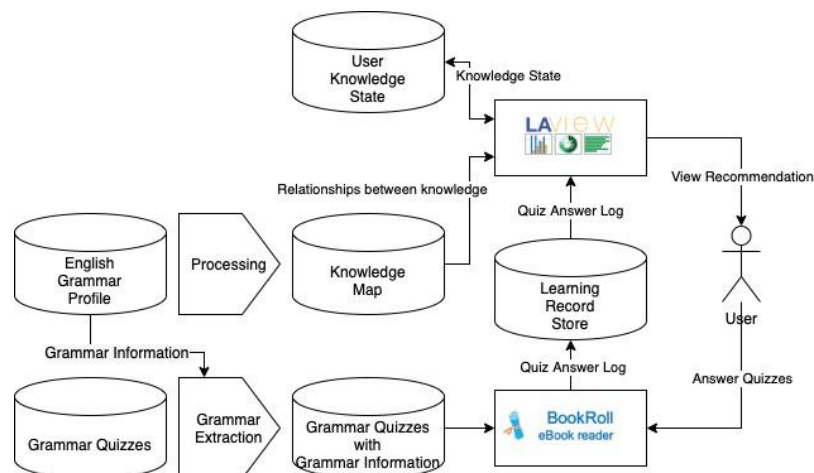 User
Knowledge
State
Knowledge State
LAVIEW
View Recommendation
Relationships between knowledge
Quiz Answer Log
English
Grammar
Profile
Processing
Knowledge
Map
Learning
Record
Store
User
Grammar Information
Quiz Answer Log
Answer Quizzes
Grammar Quizzes
Grammar
Extraction
Grammar Quizzes
with
Grammar Information
BookRoll
eBook reader